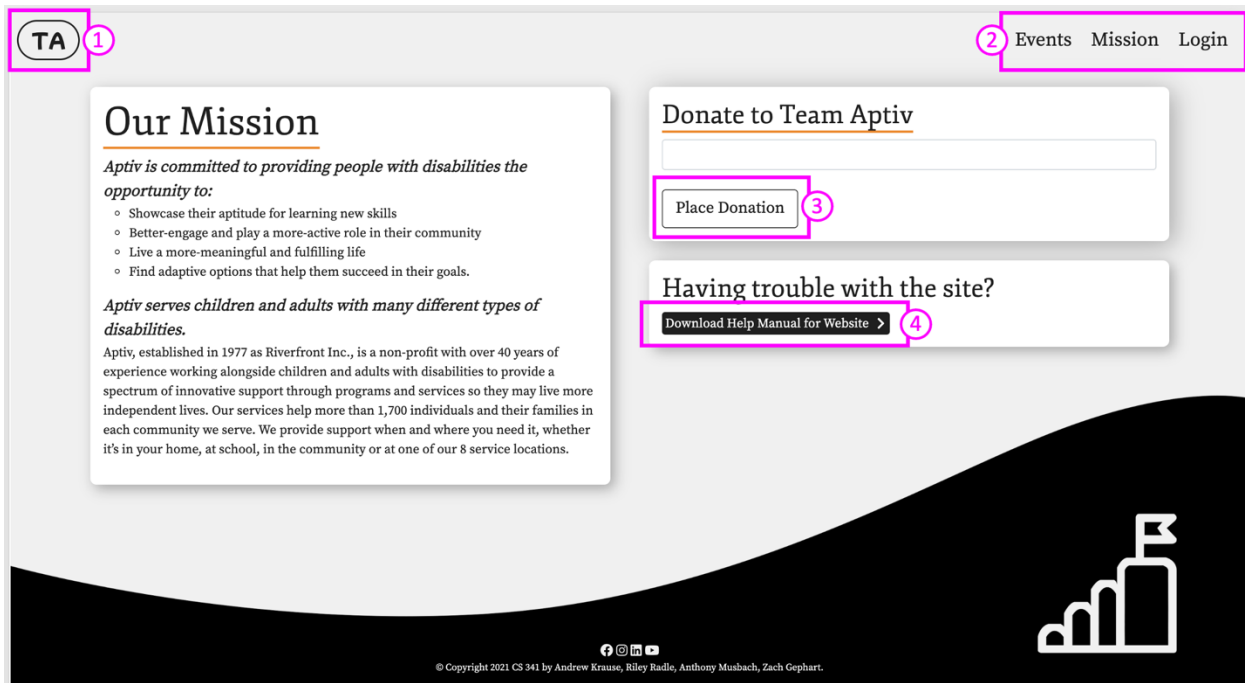 TA
1
2
Events Mission Login
Our Mission
Aptiv is committed to providing people with disabilities the
opportunity to:
Showcase their aptitude for learning new skills
Better-engage and play a more-active role in their community
Live a more-meaningful and fulfilling life
Find adaptive options that help them succeed in their goals.
Aptiv serves children and adults with many different types of
disabilities.
Aptiv, established in 1977 as Riverfront Inc., is a non-profit with over 40 years of
experience working alongside children and adults with disabilities to provide a
spectrum of innovative support through programs and services so they may live more
independent lives. Our services help more than 1,700 individuals and their families in
each community we serve. We provide support when and where you need it, whether
it's in your home, at school, in the community or at one of our 8 service locations.
Donate to Team Aptiv
Place Donation
3
Having trouble with the site?
Download Help Manual for Website
4
© Copyright 2021 CS 341 by Andrew Krause, Riley Radle, Anthony Musbach, Zach Gephart.